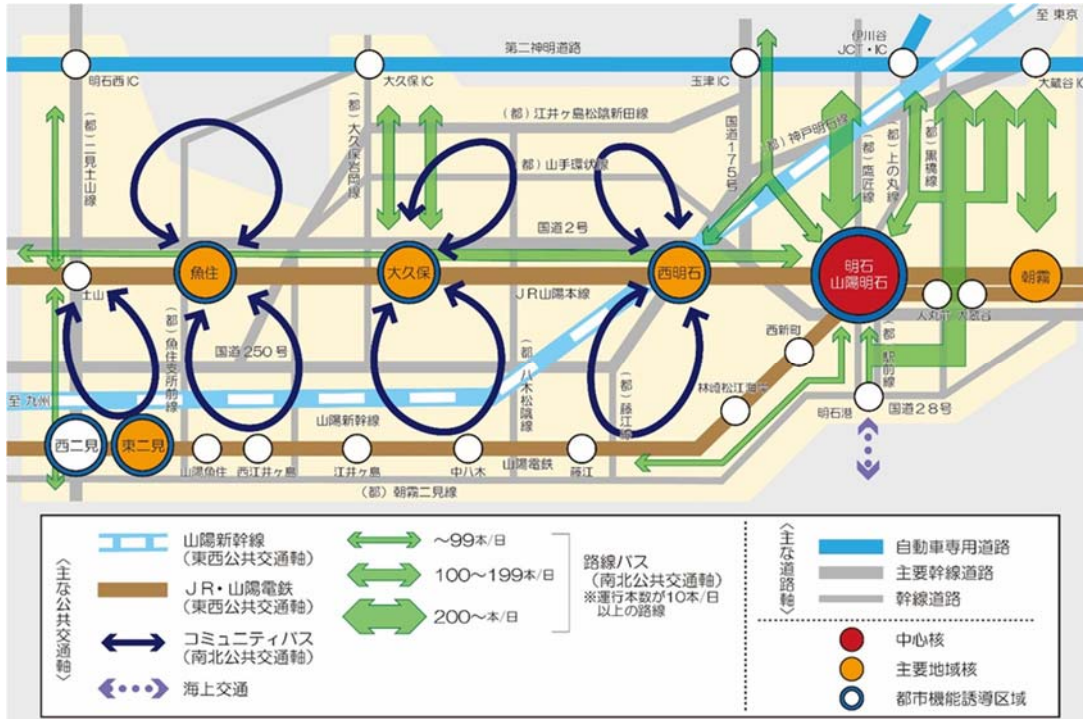 至 東京
第二神明道路
伊川谷
JCT・IC
明石西IC
大久保IC
玉津IC
大蔵谷IC
(都)二見土山線
(都)大久保岩岡線
(都)江井ヶ島松陰新田線
(都)山手環状線
国道175号
(都)神戸明石線
(都)鷹匠線
(都)上の丸線
(都)黒橋線
国道2号
土山
魚住
大久保
西明石
明石
山陽明石
朝霧
JR山陽本線
人丸前
大蔵谷
西新町
(都)魚住支所前線
国道250号
(都)八木松陰線
(都)藤江線
林崎松江海岸
(都)駅前線
明石港
国道28号
至 九州
山陽新幹線
西二見
東二見
山陽魚住
西江井ヶ島
江井ヶ島
中八木
山陽電鉄
藤江
(都)朝霧二見線
〈主な公共交通軸〉
山陽新幹線
(東西公共交通軸)
JR・山陽電鉄
(東西公共交通軸)
コミュニティバス
(南北公共交通軸)
海上交通
~99本/日
100~199本/日
200~本/日
路線バス
(南北公共交通軸)
※運行本数が10本/日
以上の路線
〈主な道路軸〉
自動車専用道路
主要幹線道路
幹線道路
中心核
主要地域核
都市機能誘導区域